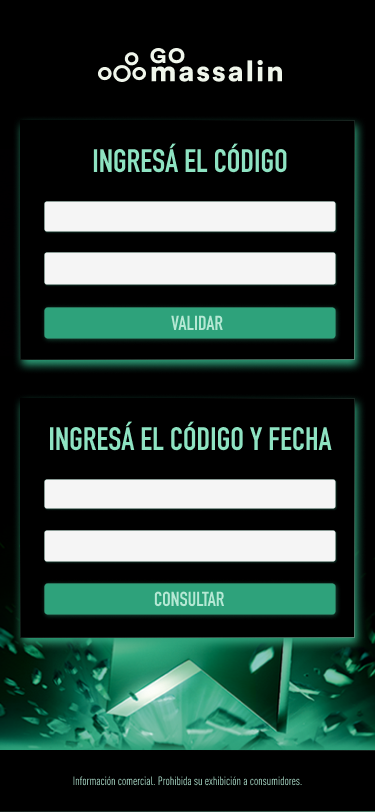 GO
massalin
INGRESÁ EL CÓDIGO
VALIDAR
INGRESÁ EL CÓDIGO Y FECHA
CONSULTAR
Información comercial. Prohibida su exhibición a consumidores.